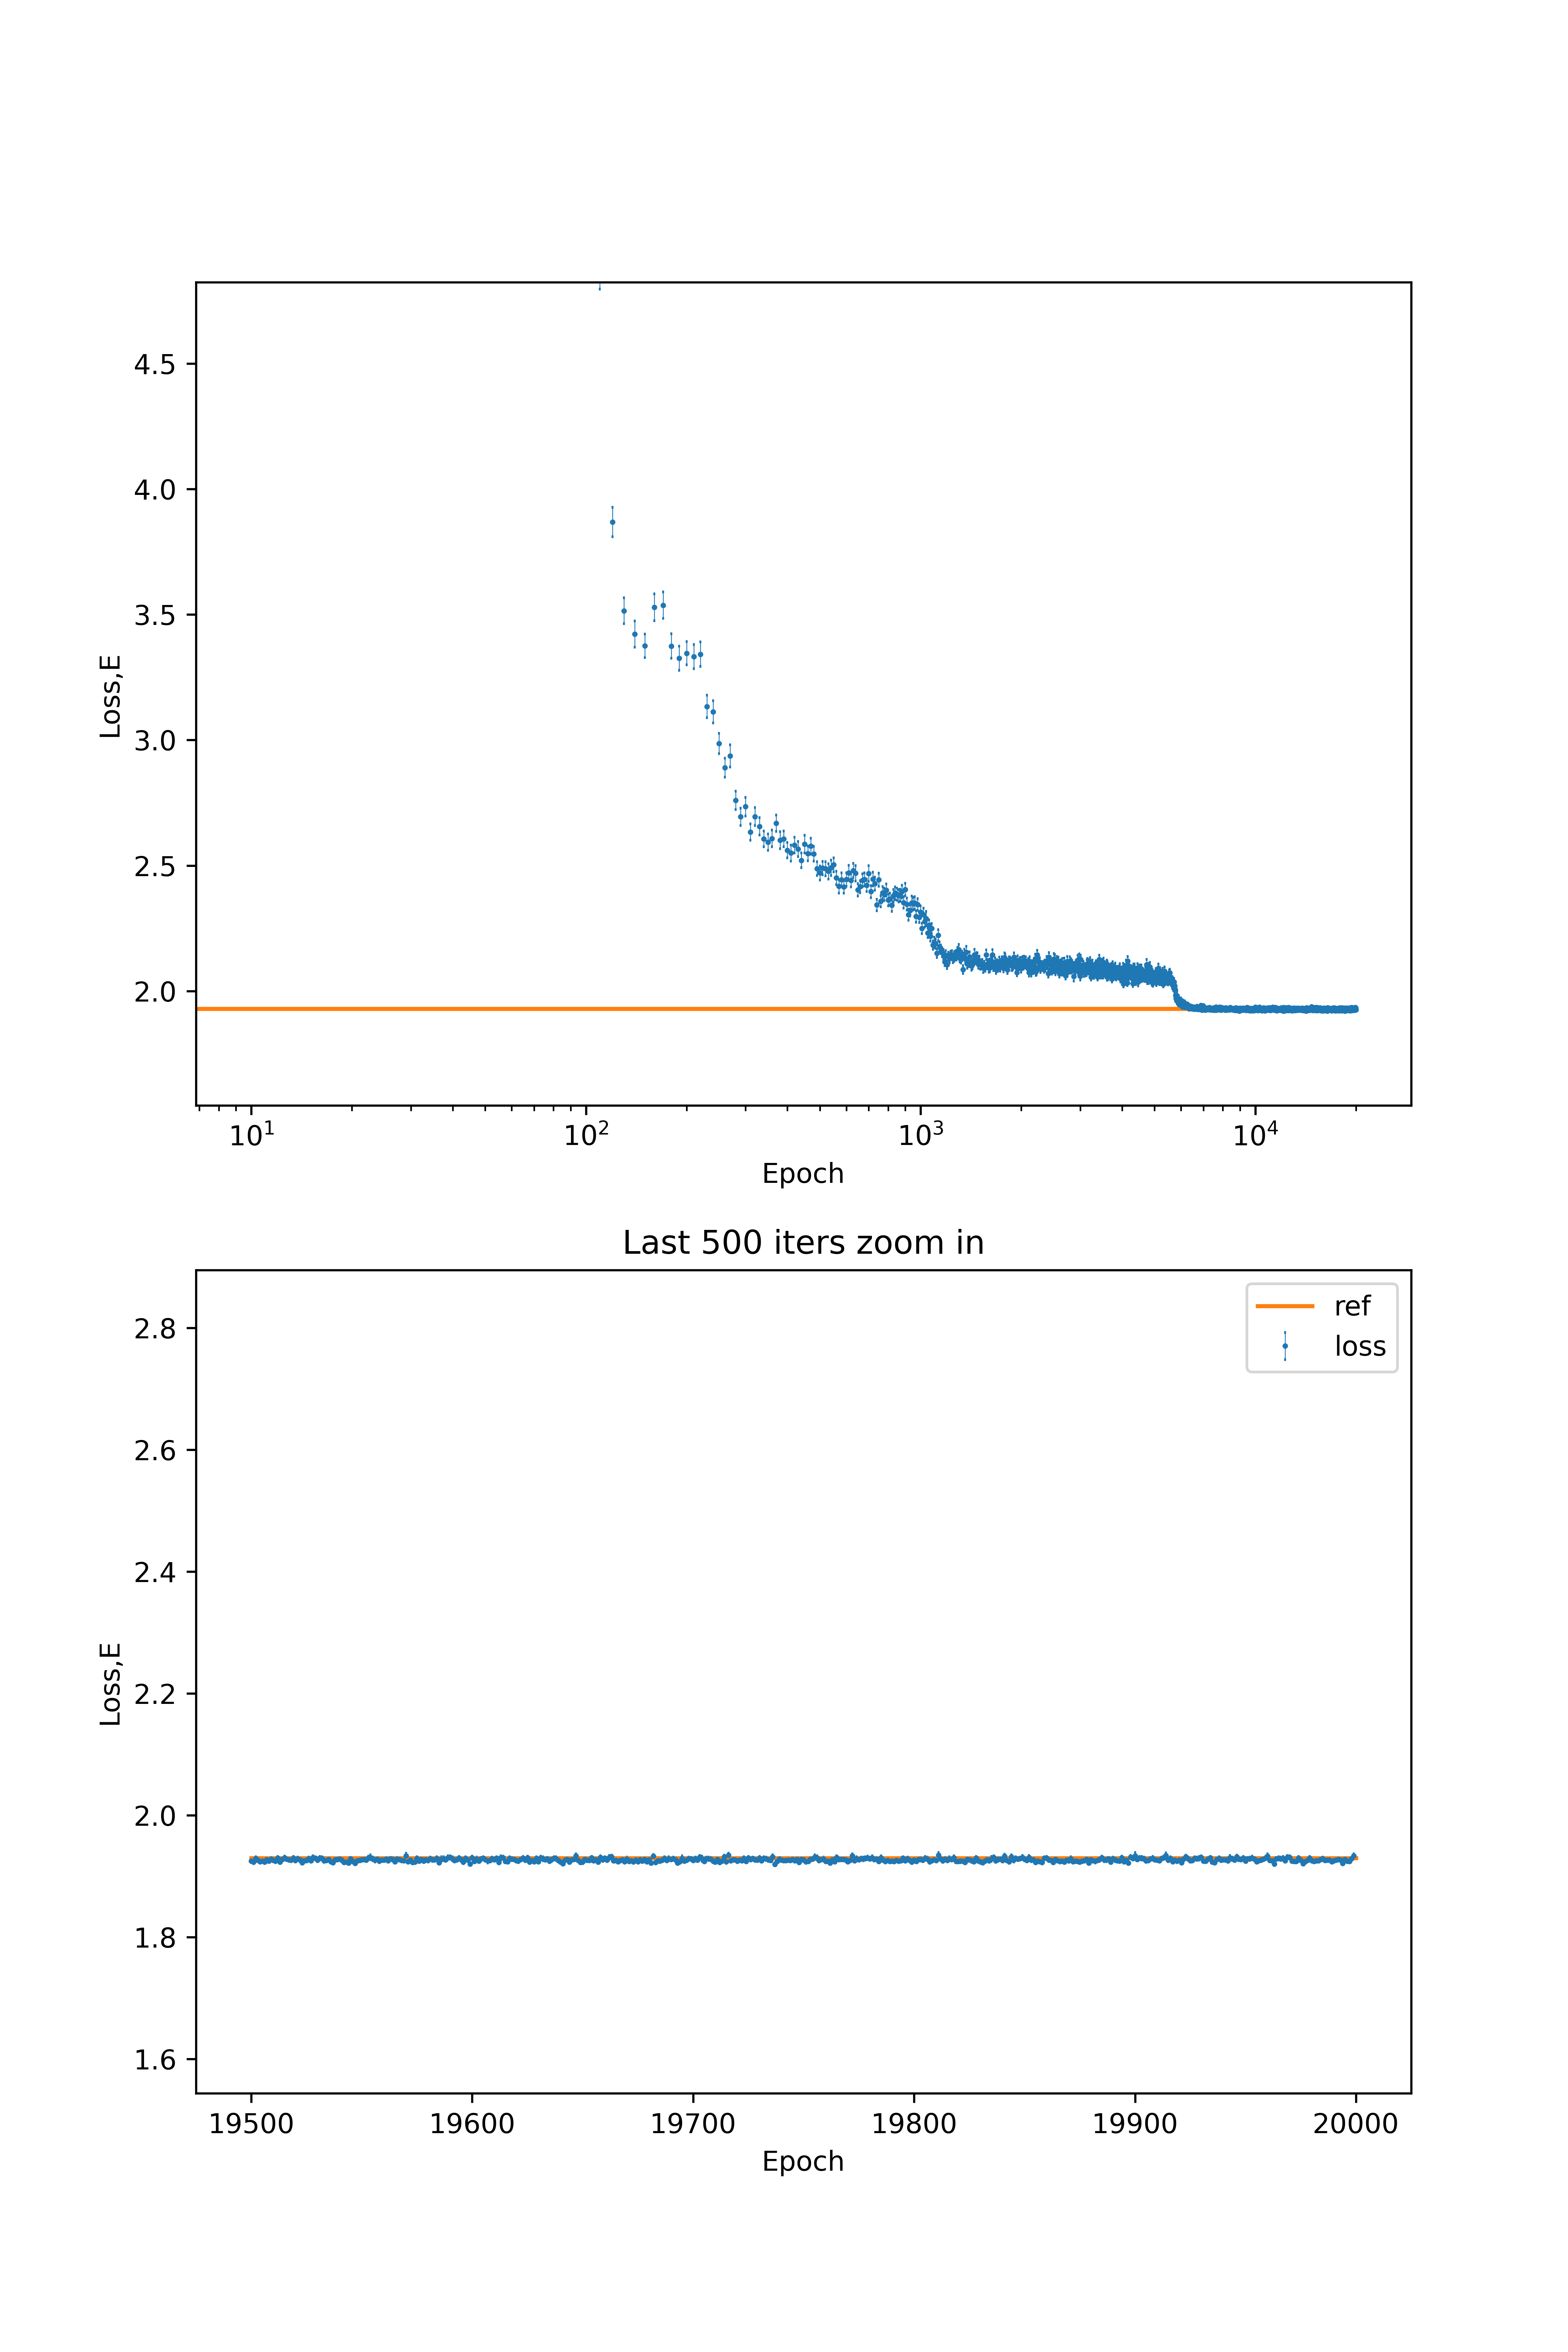 4.5
4.0
3.5
3.0
2.5
2.0
Loss,E
10¹ 10² 10³ 10⁴
Epoch
Last 500 iters zoom in
ref
loss
2.8
2.6
2.4
2.2
2.0
1.8
1.6
Loss,E
19500 19600 19700 19800 19900 20000
Epoch